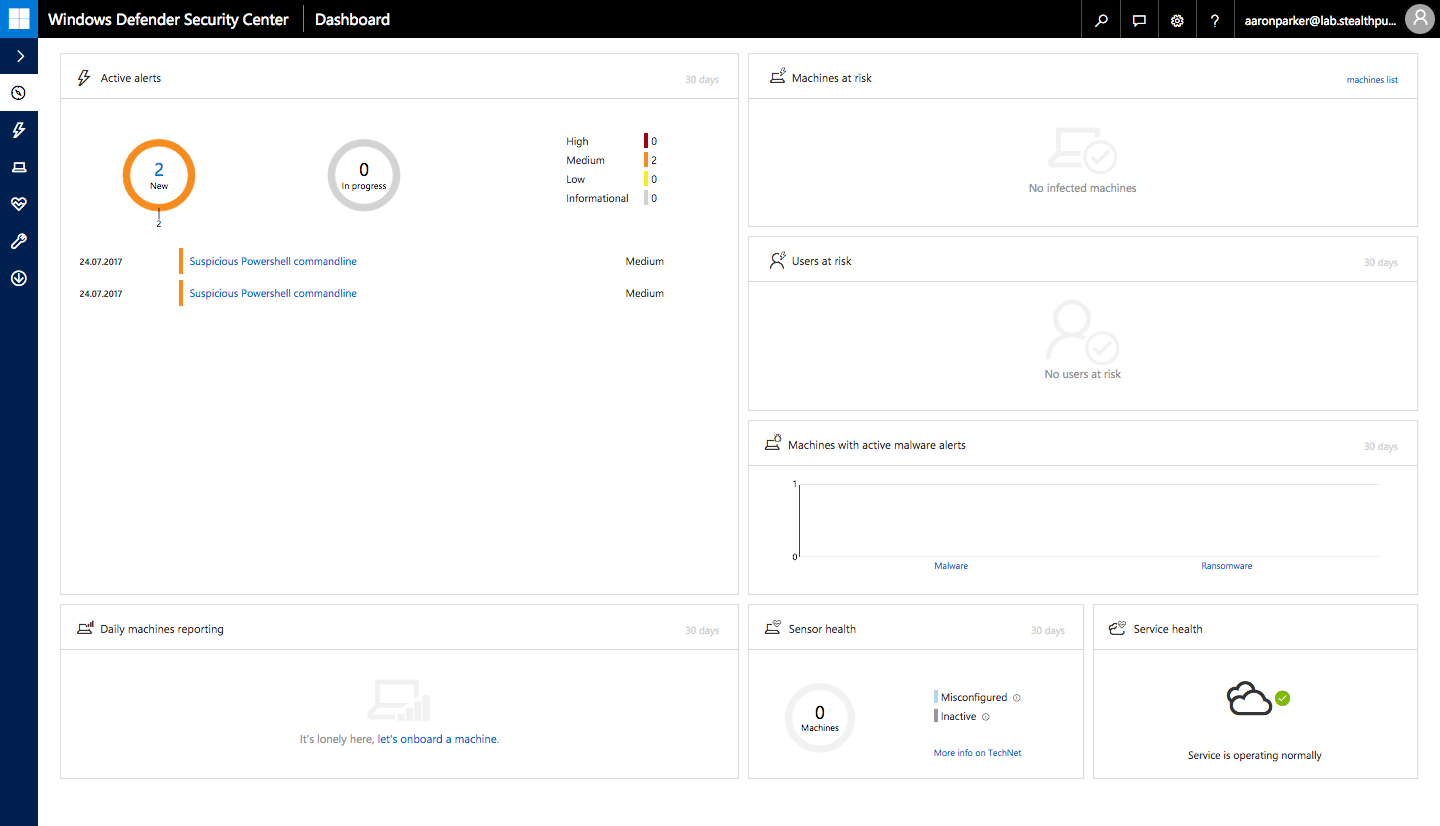 Windows Defender Security Center Dashboard
? aaronparker@lab.stealthpu...
Active alerts 30 days
2
New
2
0
In progress
High 0
Medium 2
Low 0
Informational 0
24.07.2017 Suspicious Powershell commandline Medium
24.07.2017 Suspicious Powershell commandline Medium
Machines at risk machines list
No infected machines
Users at risk 30 days
No users at risk
Machines with active malware alerts 30 days
1
0
Malware Ransomware
Daily machines reporting 30 days
It's lonely here, let's onboard a machine.
Sensor health 30 days
0
Machines
Misconfigured
Inactive
More info on TechNet
Service health
Service is operating normally